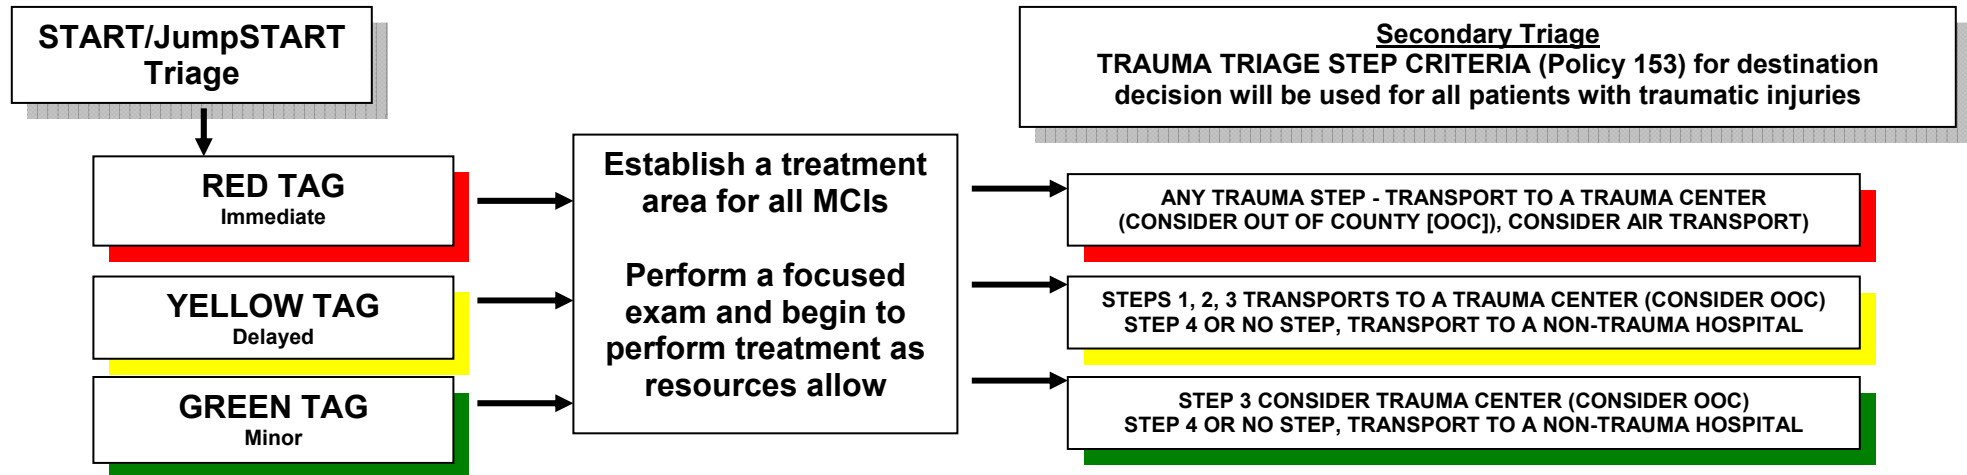 START/JumpSTART
Triage
Secondary Triage
TRAUMA TRIAGE STEP CRITERIA (Policy 153) for destination
decision will be used for all patients with traumatic injuries
RED TAG
Immediate
YELLOW TAG
Delayed
GREEN TAG
Minor
Establish a treatment
area for all MCIs
Perform a focused
exam and begin to
perform treatment as
resources allow
ANY TRAUMA STEP - TRANSPORT TO A TRAUMA CENTER
(CONSIDER OUT OF COUNTY [OOC]), CONSIDER AIR TRANSPORT)
STEPS 1, 2, 3 TRANSPORTS TO A TRAUMA CENTER (CONSIDER OOC)
STEP 4 OR NO STEP, TRANSPORT TO A NON-TRAUMA HOSPITAL
STEP 3 CONSIDER TRAUMA CENTER (CONSIDER OOC)
STEP 4 OR NO STEP, TRANSPORT TO A NON-TRAUMA HOSPITAL